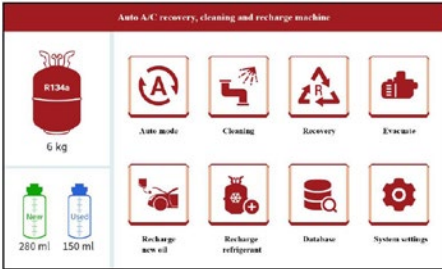 Auto A/C recovery, cleaning and recharge machine
R134a
6 kg
A
R
Auto mode
Cleaning
Recovery
Evacuate
New
Used
280 ml
150 ml
Recharge
new oil
Recharge
refrigerant
Database
System settings